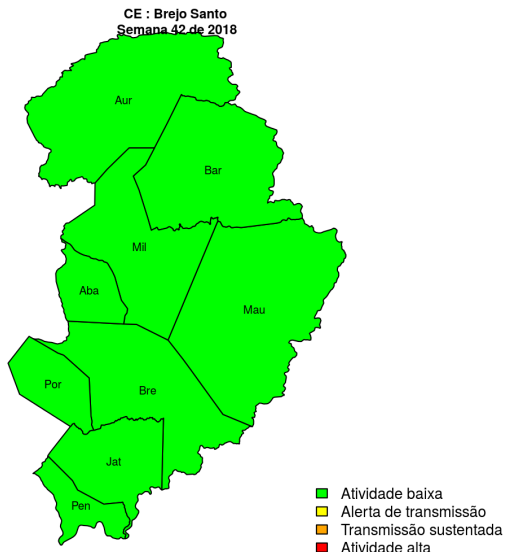 CE : Brejo Santo
Semana 42 de 2018
Aur
Bar
Mil
Aba
Mau
Por
Bre
Jat
Pen
Atividade baixa
Alerta de transmissão
Transmissão sustentada
Atividade alta